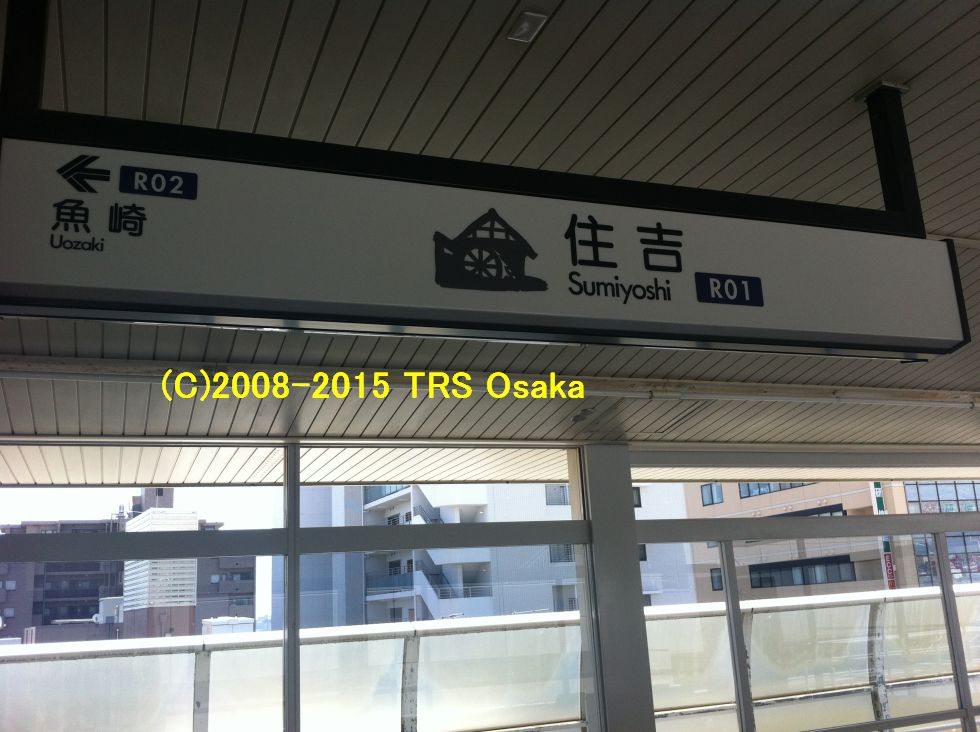 R02
魚崎
Uozaki
住吉
Sumiyoshi
R01
(C)2008-2015 TRS Osaka